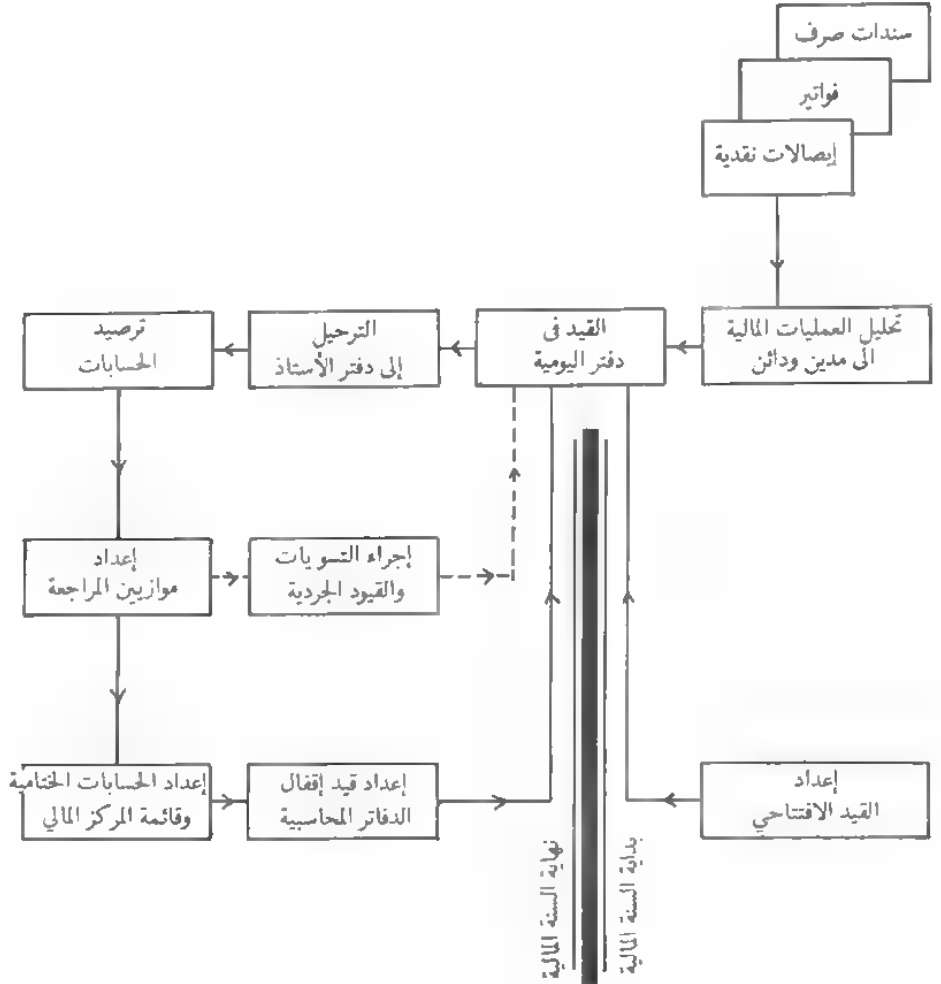 سندات صرف
فواتير
إيصالات نقدية
تحليل العمليات المالية
الى مدين ودائن
القيد فى
دفتر اليومية
الترحيل
إلى دفتر الأستاذ
ترصيد
الحسابات
إعداد
موازيين المراجعة
إجراء التسويات
والقيود الجردية
إعداد الحسابات الختامية
وقائمة المركز المالي
إعداد قيد إقفال
الدفاتر المحاسبية
إعداد
القيد الافتتاحي
بداية السنة المالية
نهاية السنة المالية